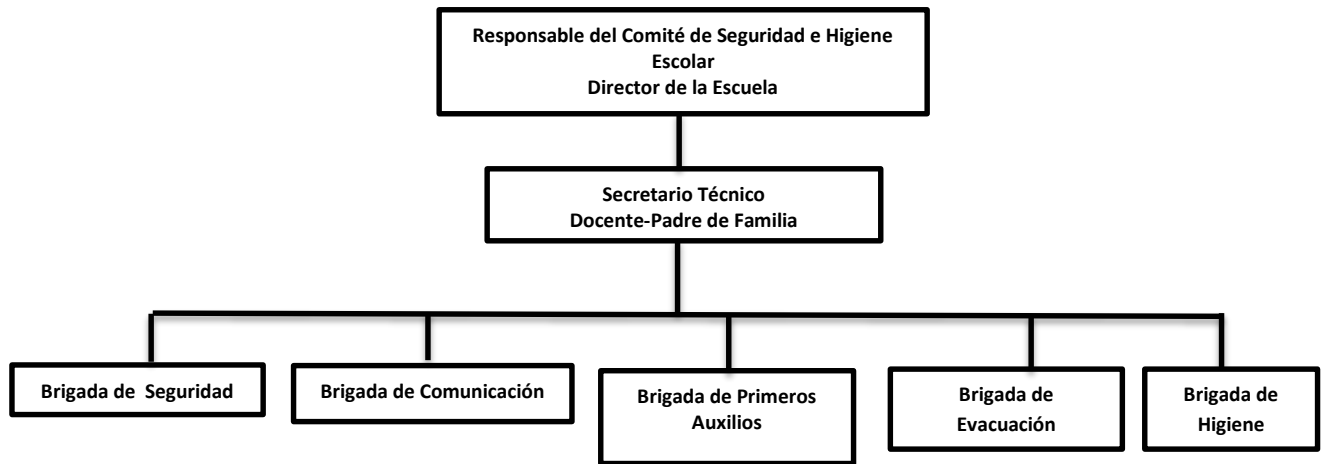 Responsable del Comité de Seguridad e Higiene
Escolar
Director de la Escuela
Secretario Técnico
Docente-Padre de Familia
Brigada de Seguridad
Brigada de Comunicación
Brigada de Primeros
Auxilios
Brigada de
Evacuación
Brigada de
Higiene